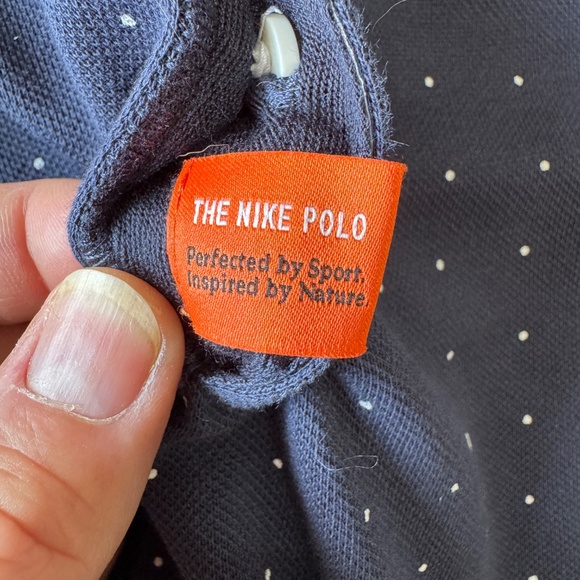 THE NIKE POLO
Perfected by Sport.
Inspired by Nature.